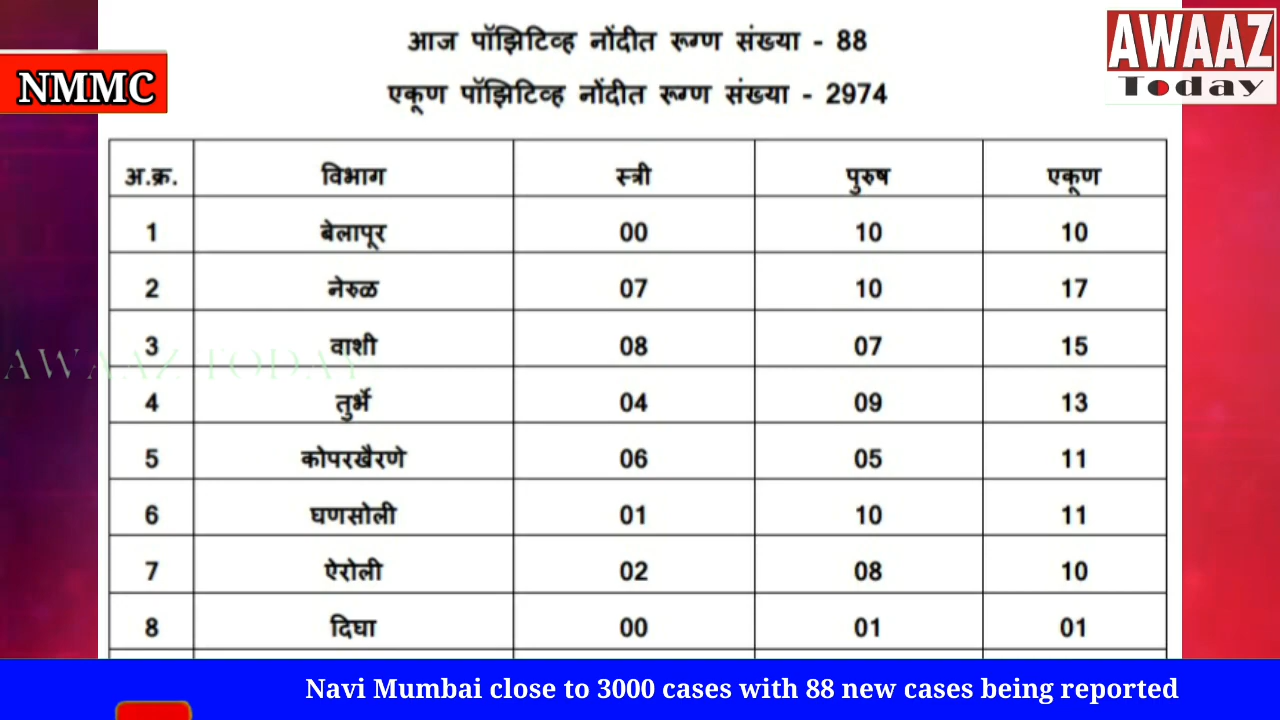 आज पॉझिटिव्ह नोंदीत रूग्ण संख्या - 88
एकूण पॉझिटिव्ह नोंदीत रूग्ण संख्या - 2974
AWAAZ
Today
NMMC
अ.क्र. विभाग स्त्री पुरुष एकूण
1 बेलापूर 00 10 10
2 नेरुळ 07 10 17
3 वाशी 08 07 15
AWAAZ TODAY
4 तुर्भे 04 09 13
5 कोपरखैरणे 06 05 11
6 घणसोली 01 10 11
7 ऐरोली 02 08 10
8 दिघा 00 01 01
Navi Mumbai close to 3000 cases with 88 new cases being reported